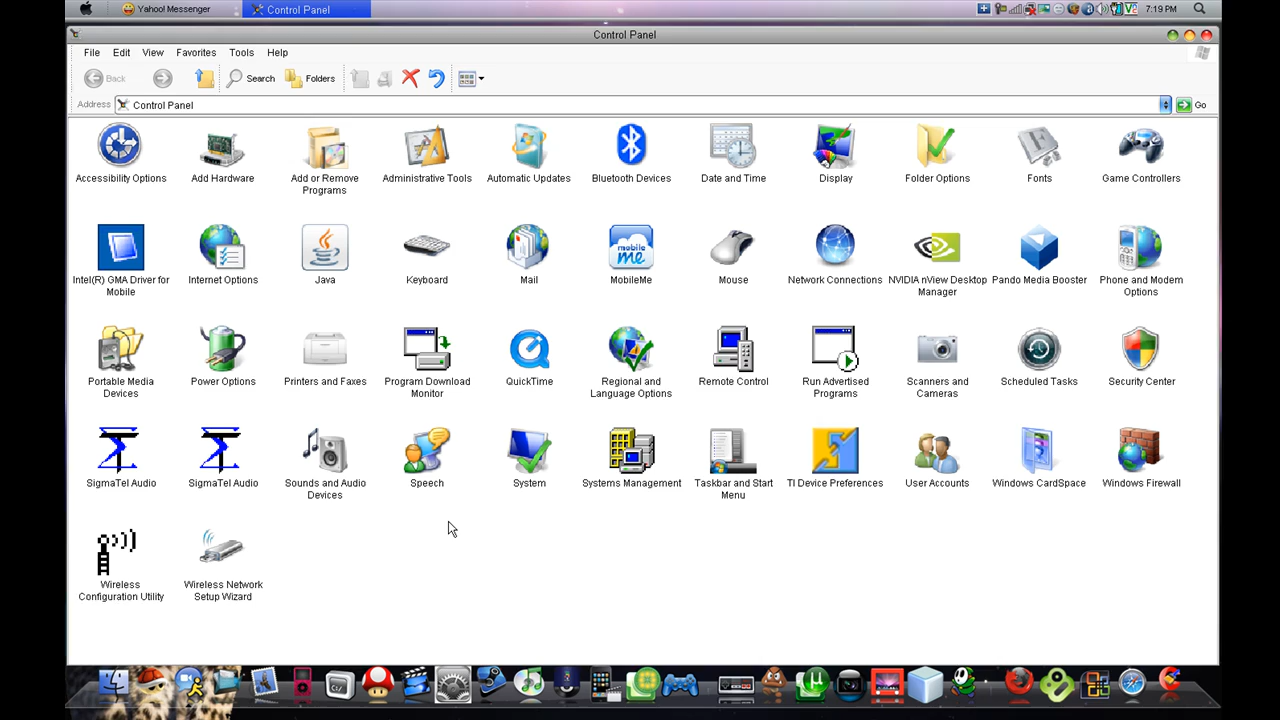 Yahoo! Messenger
Control Panel
7:19 PM
Control Panel
File Edit View Favorites Tools Help
Back Search Folders
Address Control Panel Go
Accessibility Options
Add Hardware
Add or Remove
Programs
Administrative Tools
Automatic Updates
Bluetooth Devices
Date and Time
Display
Folder Options
Fonts
Game Controllers
Intel(R) GMA Driver for
Mobile
Internet Options
Java
Keyboard
Mail
mobile
me
MobileMe
Mouse
Network Connections
NVIDIA nView Desktop
Manager
Pando Media Booster
Phone and Modem
Options
Portable Media
Devices
Power Options
Printers and Faxes
Program Download
Monitor
QuickTime
Regional and
Language Options
Remote Control
Run Advertised
Programs
Scanners and
Cameras
Scheduled Tasks
Security Center
SigmaTel Audio
SigmaTel Audio
Sounds and Audio
Devices
Speech
System
Systems Management
Taskbar and Start
Menu
TI Device Preferences
User Accounts
Windows CardSpace
Windows Firewall
Wireless
Configuration Utility
Wireless Network
Setup Wizard